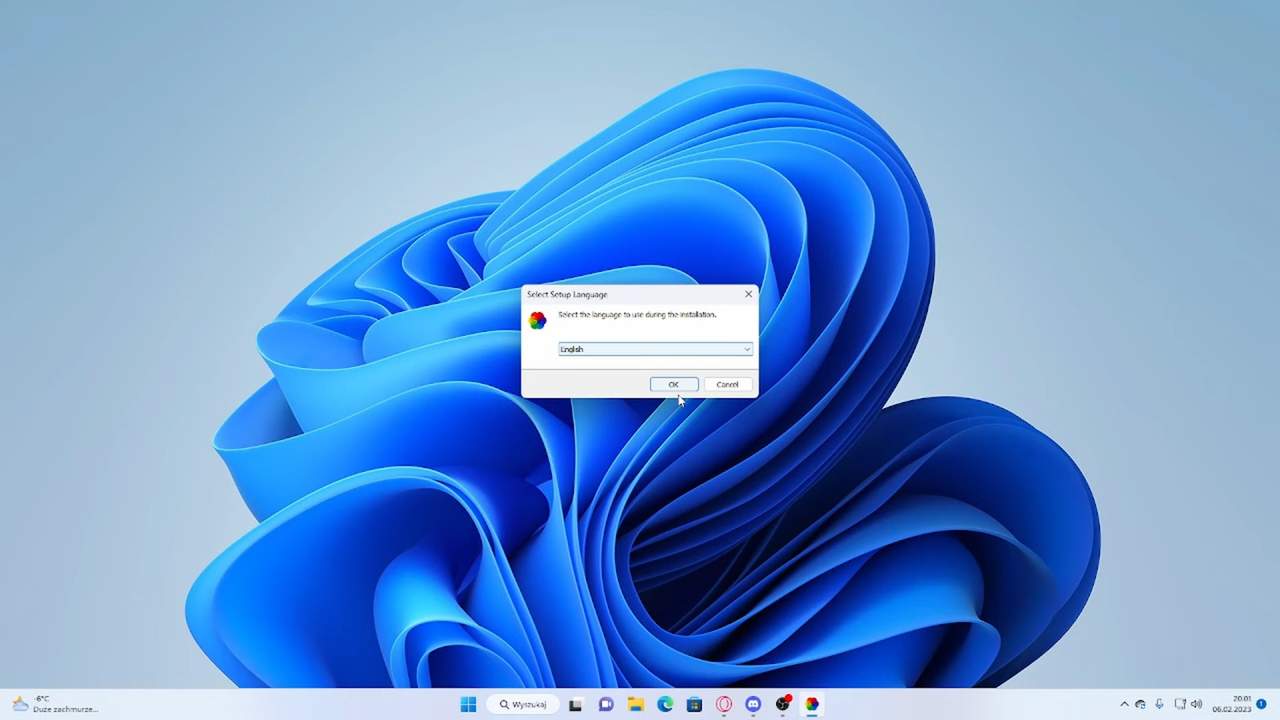 Select Setup Language
Select the language to use during the installation.
English
OK
Cancel
-6°C
Duże zachmurze...
Wyszukaj
20:01
06.02.2023
1